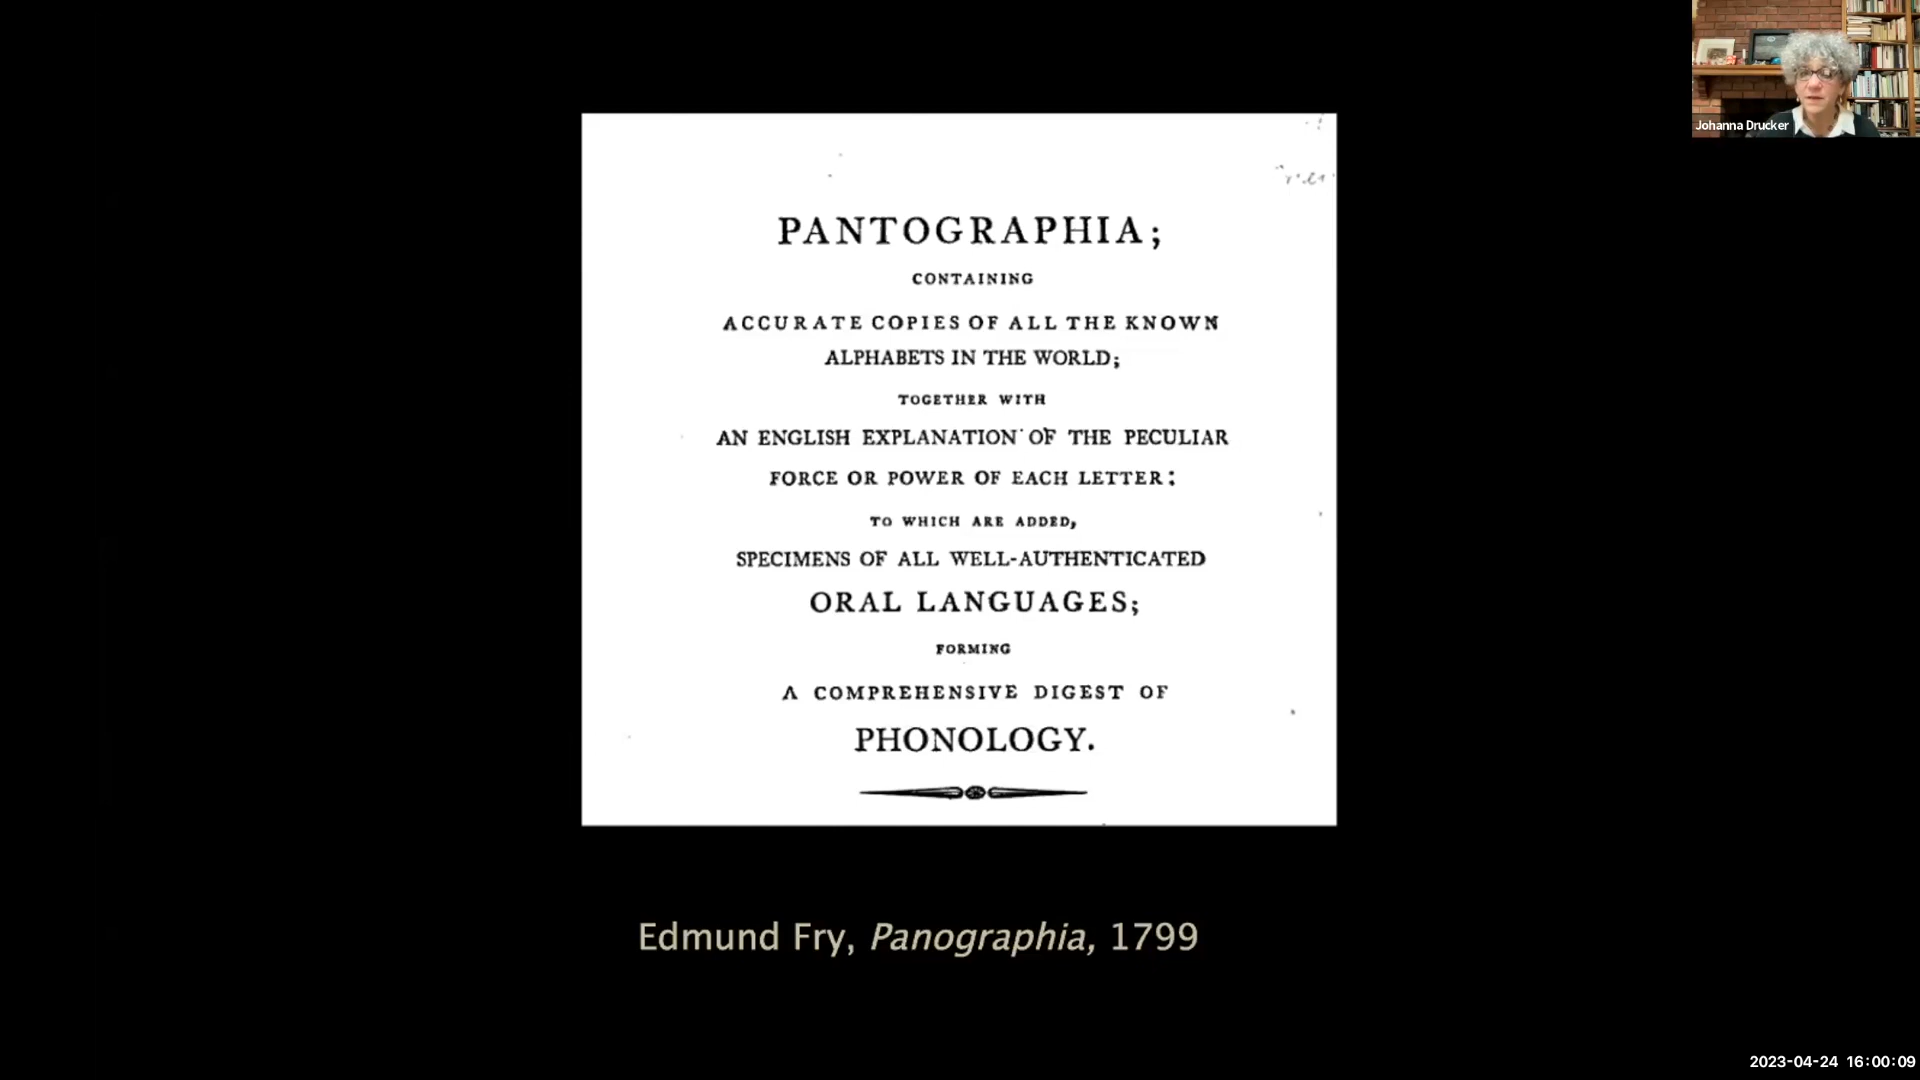 Johanna Drucker
PANTOGRAPHIA;
CONTAINING
ACCURATE COPIES OF ALL THE KNOWN
ALPHABETS IN THE WORLD;
TOGETHER WITH
AN ENGLISH EXPLANATION OF THE PECULIAR
FORCE OR POWER OF EACH LETTER:
TO WHICH ARE ADDED,
SPECIMENS OF ALL WELL-AUTHENTICATED
ORAL LANGUAGES;
FORMING
A COMPREHENSIVE DIGEST OF
PHONOLOGY.
Edmund Fry, Panographia, 1799
2023-04-24 16:00:09